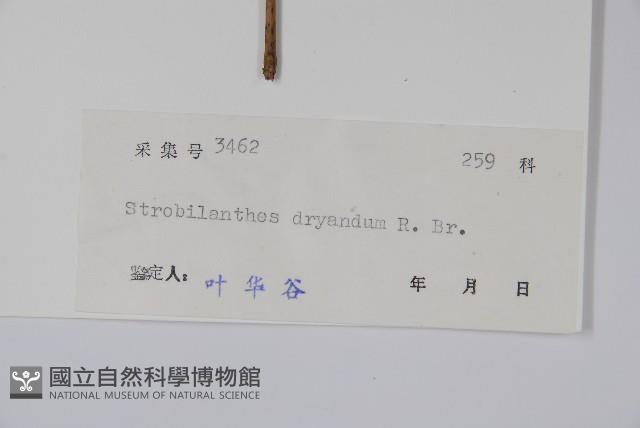 采集号 3462 259 科
Strobilanthes dryandum R. Br.
鉴定人: 叶华谷 年 月 日
國立自然科學博物館
NATIONAL MUSEUM OF NATURAL SCIENCE